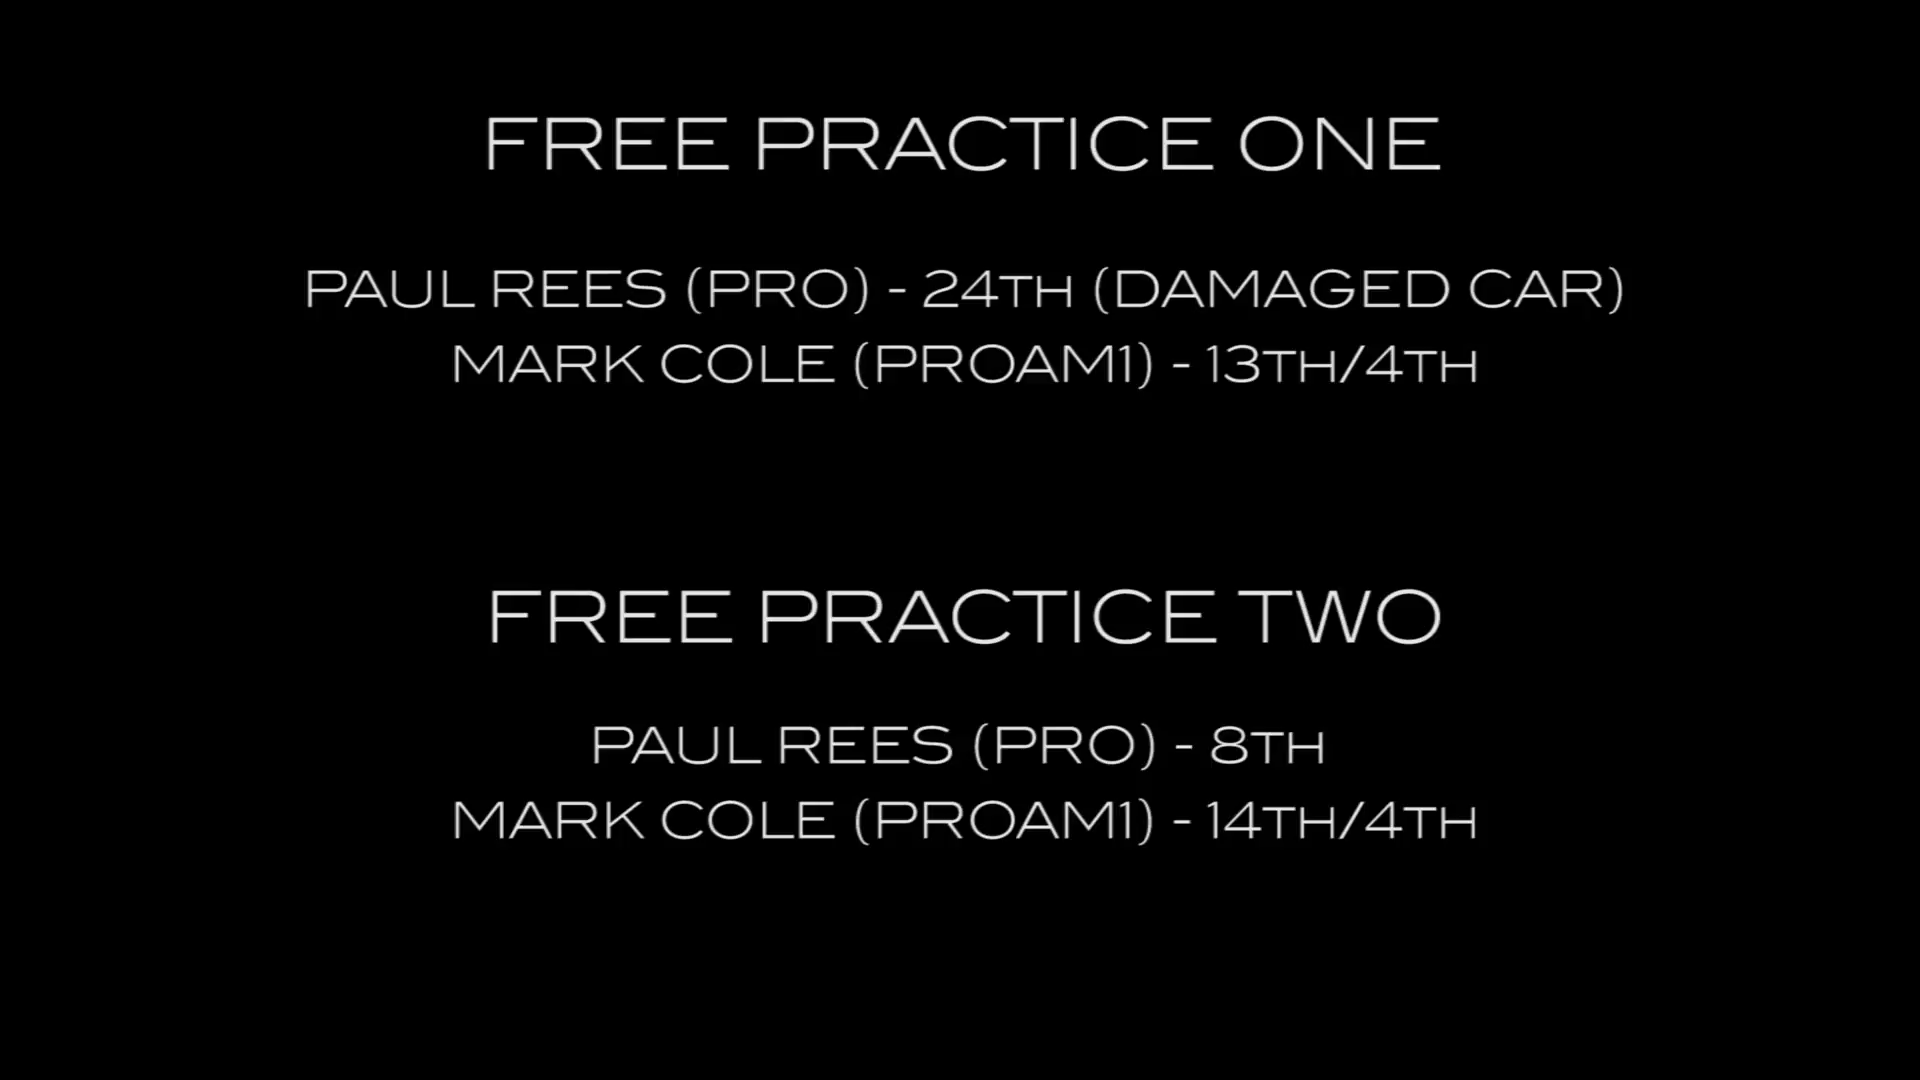 FREE PRACTICE ONE
PAUL REES (PRO) - 24TH (DAMAGED CAR)
MARK COLE (PROAM1) - 13TH/4TH
FREE PRACTICE TWO
PAUL REES (PRO) - 8TH
MARK COLE (PROAM1) - 14TH/4TH